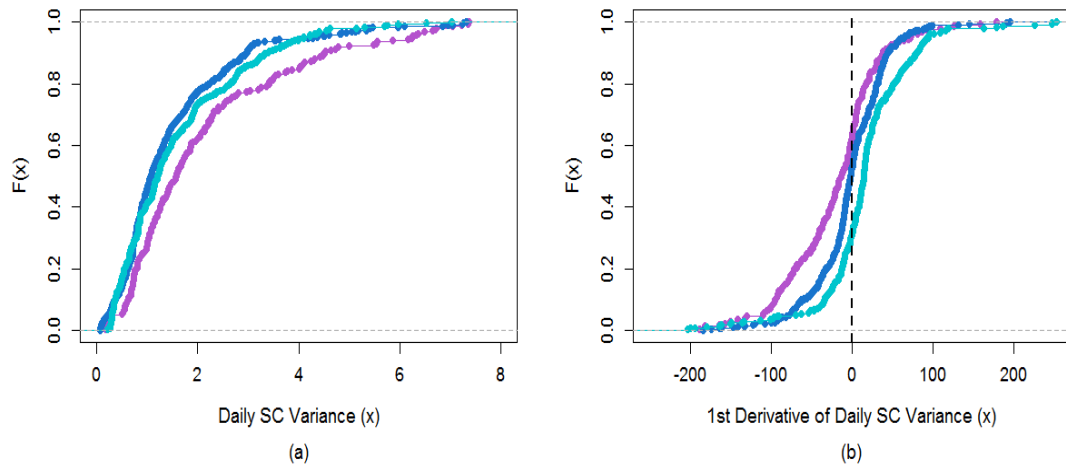 F(x)
1.0
0.8
0.6
0.4
0.2
0.0
0 2 4 6 8
Daily SC Variance (x)
(a)
F(x)
1.0
0.8
0.6
0.4
0.2
0.0
-200 -100 0 100 200
1st Derivative of Daily SC Variance (x)
(b)